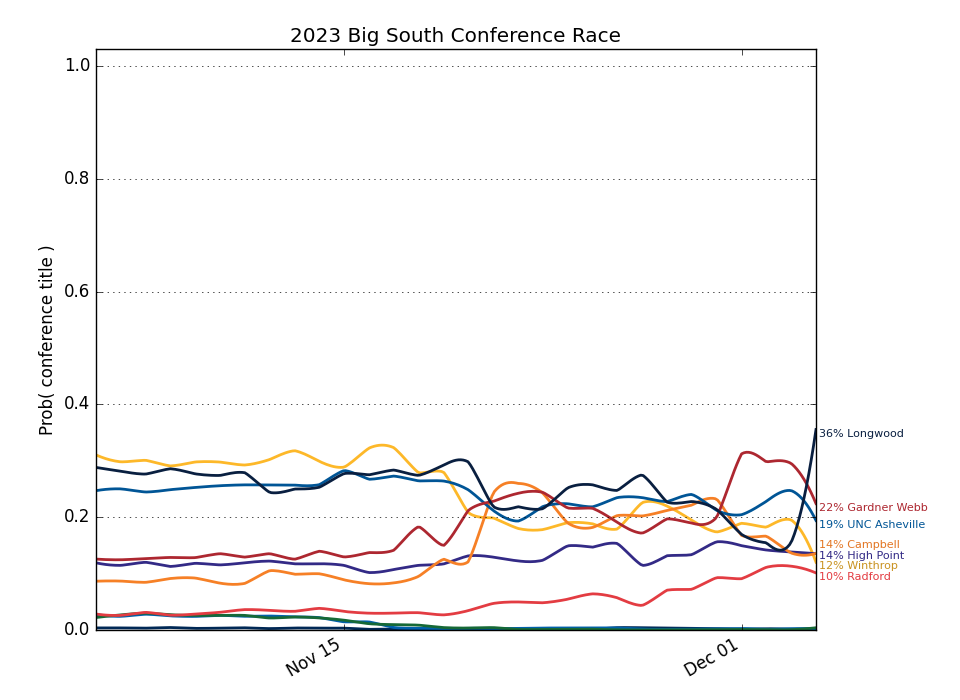 2023 Big South Conference Race
Prob( conference title )
1.0
0.8
0.6
0.4
0.2
0.0
Nov 15
Dec 01
36% Longwood
22% Gardner Webb
19% UNC Asheville
14% Campbell
14% High Point
12% Winthrop
10% Radford